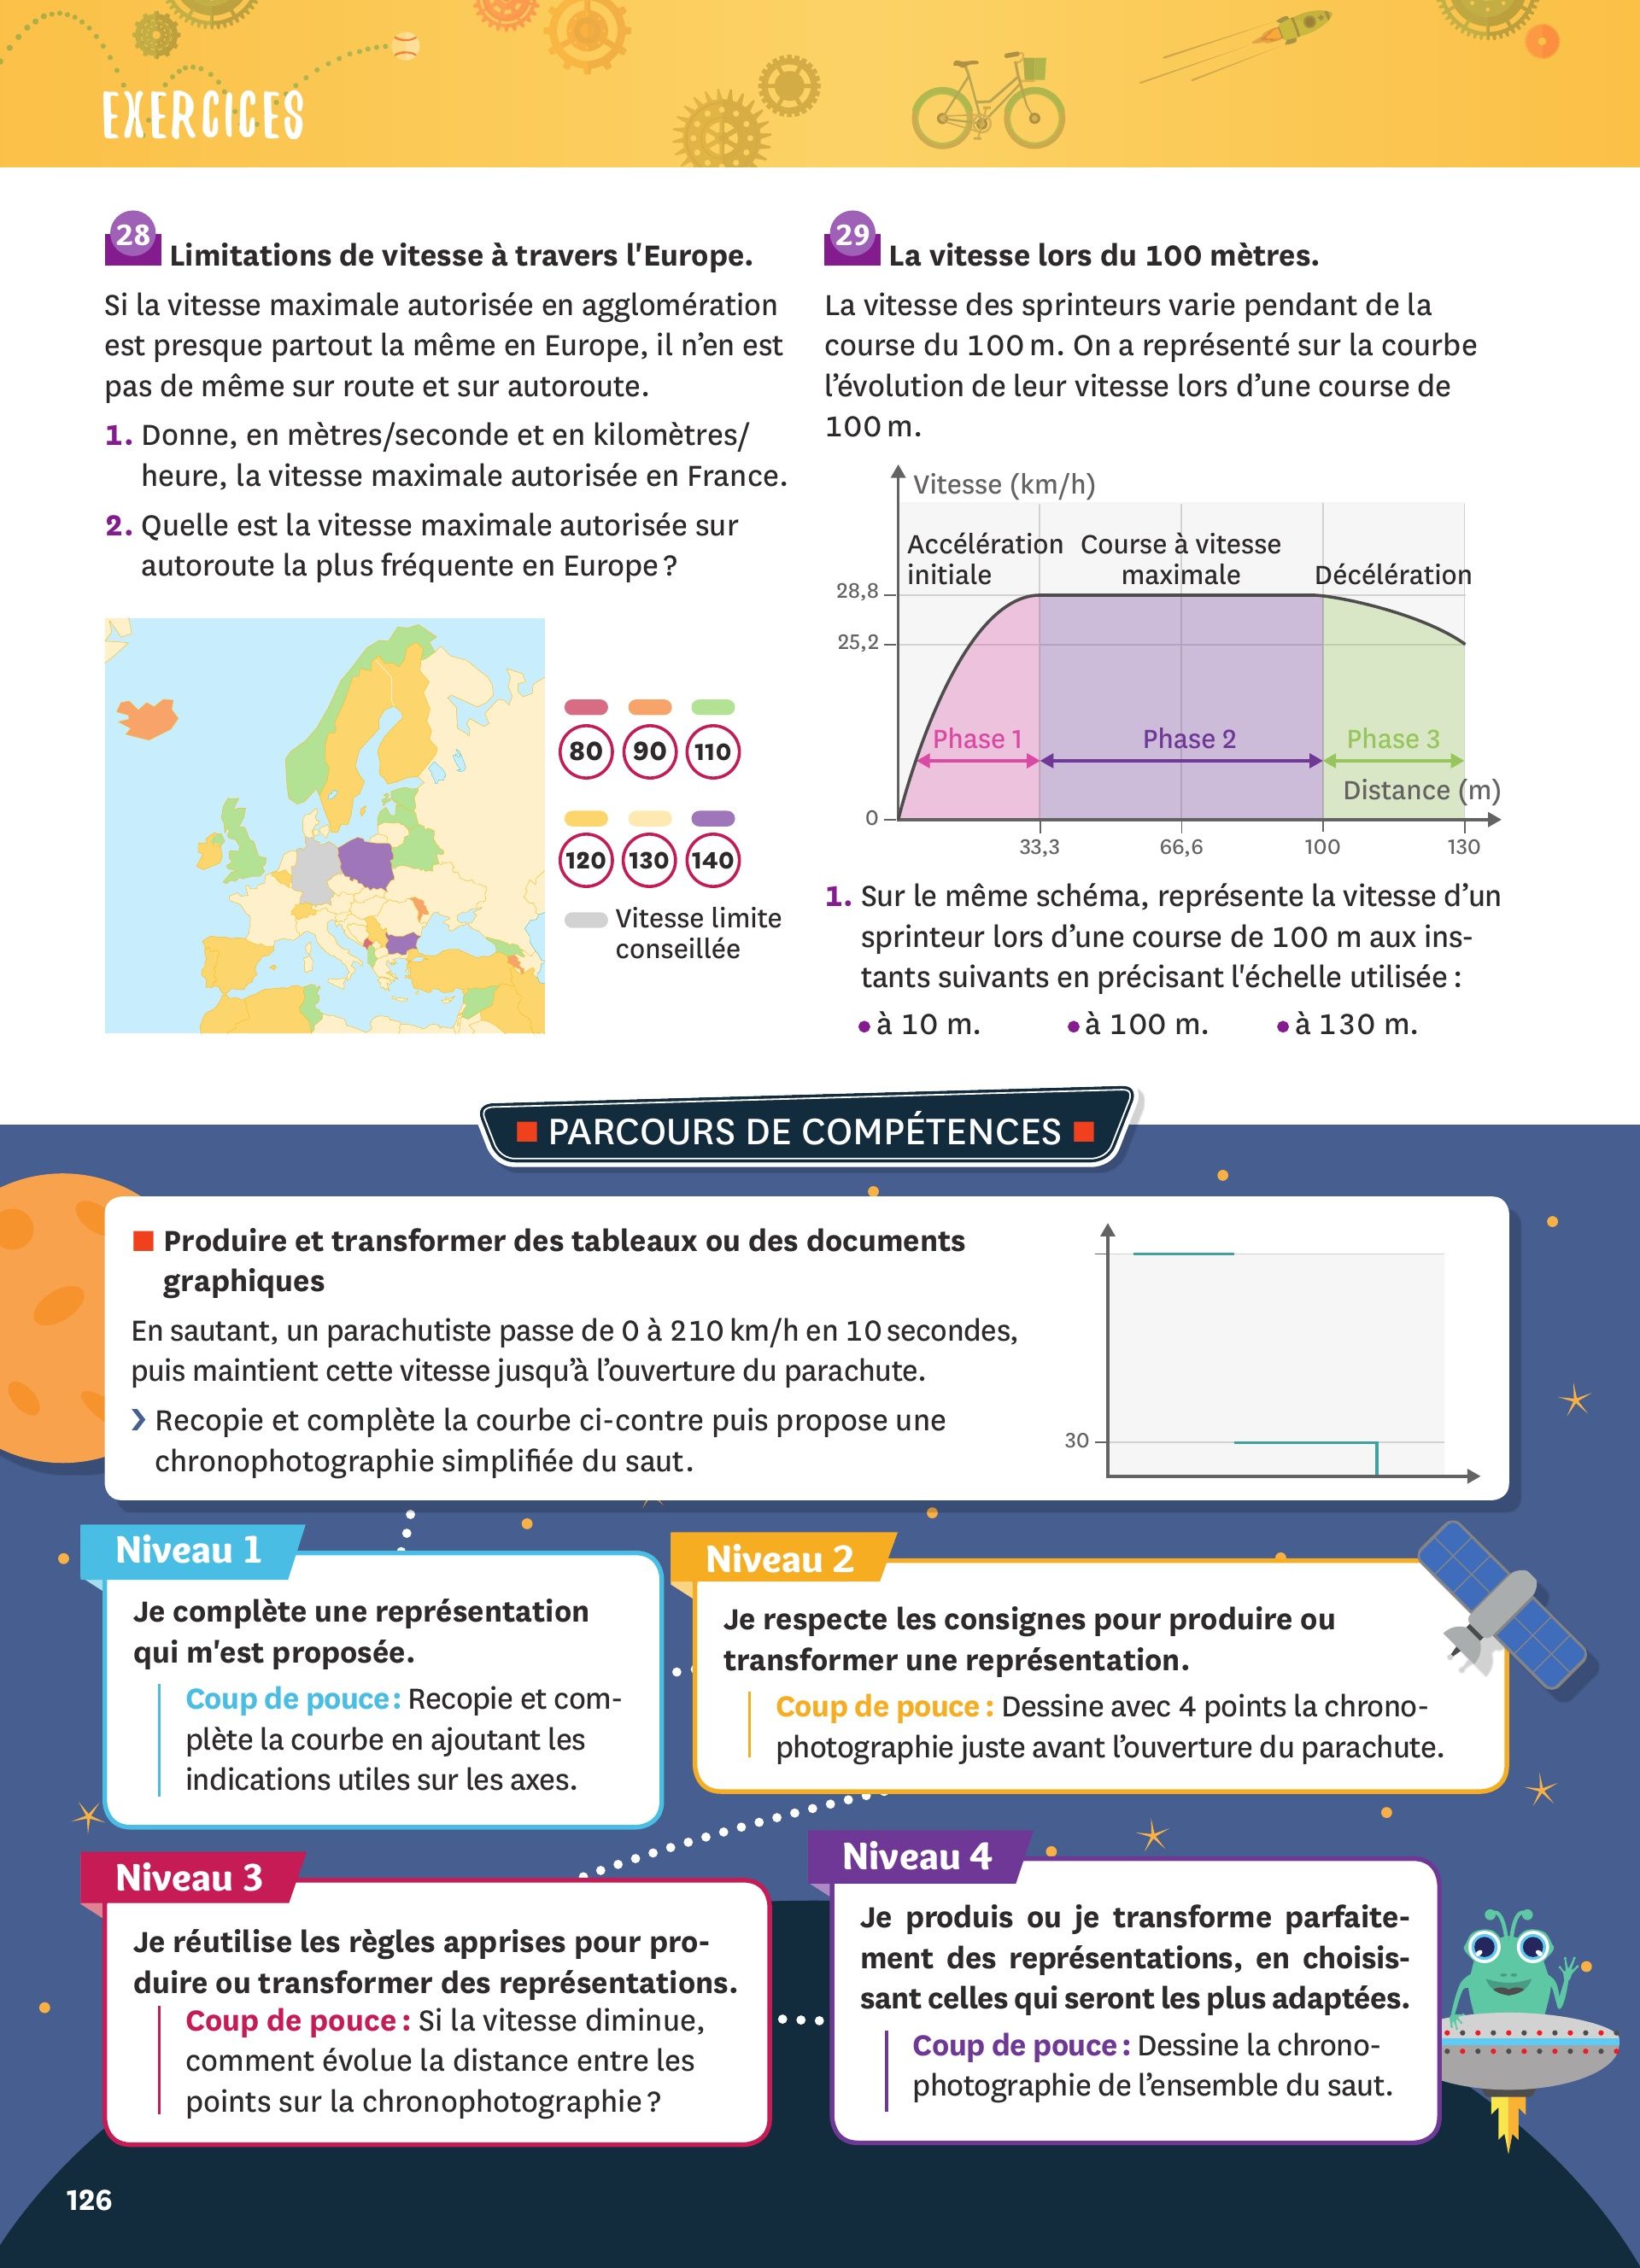 EXERCICES
28 Limitations de vitesse à travers l'Europe.
Si la vitesse maximale autorisée en agglomération
est presque partout la même en Europe, il n’en est
pas de même sur route et sur autoroute.
1. Donne, en mètres/seconde et en kilomètres/
heure, la vitesse maximale autorisée en France.
2. Quelle est la vitesse maximale autorisée sur
autoroute la plus fréquente en Europe ?
80 90 110
120 130 140
Vitesse limite
conseillée
29 La vitesse lors du 100 mètres.
La vitesse des sprinteurs varie pendant de la
course du 100 m. On a représenté sur la courbe
l’évolution de leur vitesse lors d’une course de
100 m.
Vitesse (km/h)
Accélération Course à vitesse
initiale maximale Décélération
28,8
25,2
Phase 1 Phase 2 Phase 3
Distance (m)
0
33,3 66,6 100 130
1. Sur le même schéma, représente la vitesse d’un
sprinteur lors d’une course de 100 m aux ins-
tants suivants en précisant l'échelle utilisée :
• à 10 m. • à 100 m. • à 130 m.
PARCOURS DE COMPÉTENCES
Produire et transformer des tableaux ou des documents
graphiques
En sautant, un parachutiste passe de 0 à 210 km/h en 10 secondes,
puis maintient cette vitesse jusqu’à l’ouverture du parachute.
› Recopie et complète la courbe ci-contre puis propose une
chronophotographie simplifiée du saut.
30
Niveau 1
Je complète une représentation
qui m'est proposée.
Coup de pouce : Recopie et com-
plète la courbe en ajoutant les
indications utiles sur les axes.
Niveau 2
Je respecte les consignes pour produire ou
transformer une représentation.
Coup de pouce : Dessine avec 4 points la chrono-
photographie juste avant l’ouverture du parachute.
Niveau 3
Je réutilise les règles apprises pour pro-
duire ou transformer des représentations.
Coup de pouce : Si la vitesse diminue,
comment évolue la distance entre les
points sur la chronophotographie ?
Niveau 4
Je produis ou je transforme parfaite-
ment des représentations, en choisis-
sant celles qui seront les plus adaptées.
Coup de pouce : Dessine la chrono-
photographie de l’ensemble du saut.
126